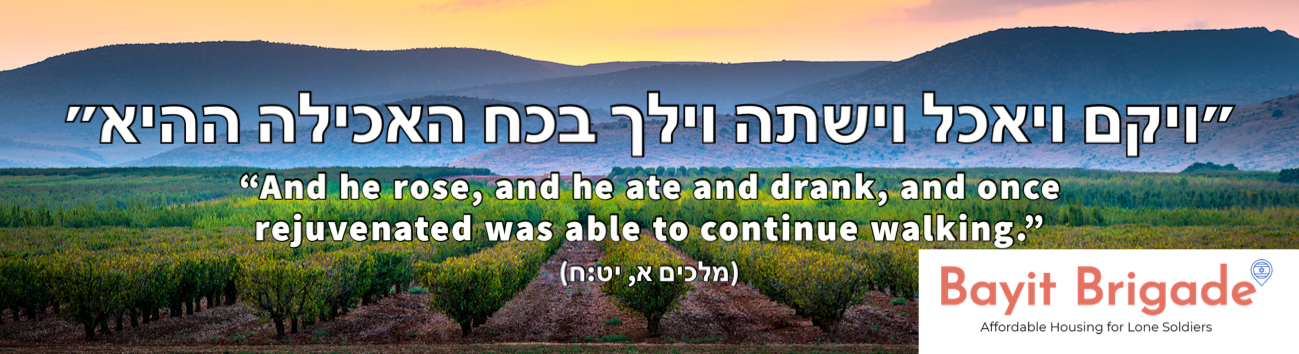 "ויקם ויאכל וישתה וילך בכח האכילה ההיא"
“And he rose, and he ate and drank, and once
rejuvenated was able to continue walking.”
(מלכים א, יט:ח)
Bayit Brigade
Affordable Housing for Lone Soldiers